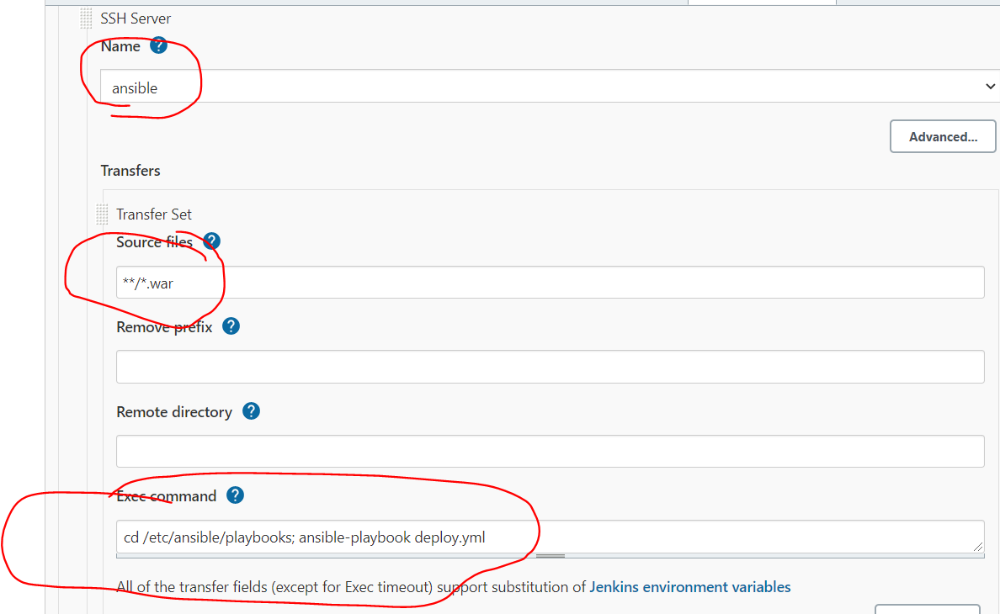 SSH Server
Name ?
ansible
Advanced...
Transfers
Transfer Set
Source files ?
**/*.war
Remove prefix ?
Remote directory ?
Exec command ?
cd /etc/ansible/playbooks; ansible-playbook deploy.yml
All of the transfer fields (except for Exec timeout) support substitution of Jenkins environment variables